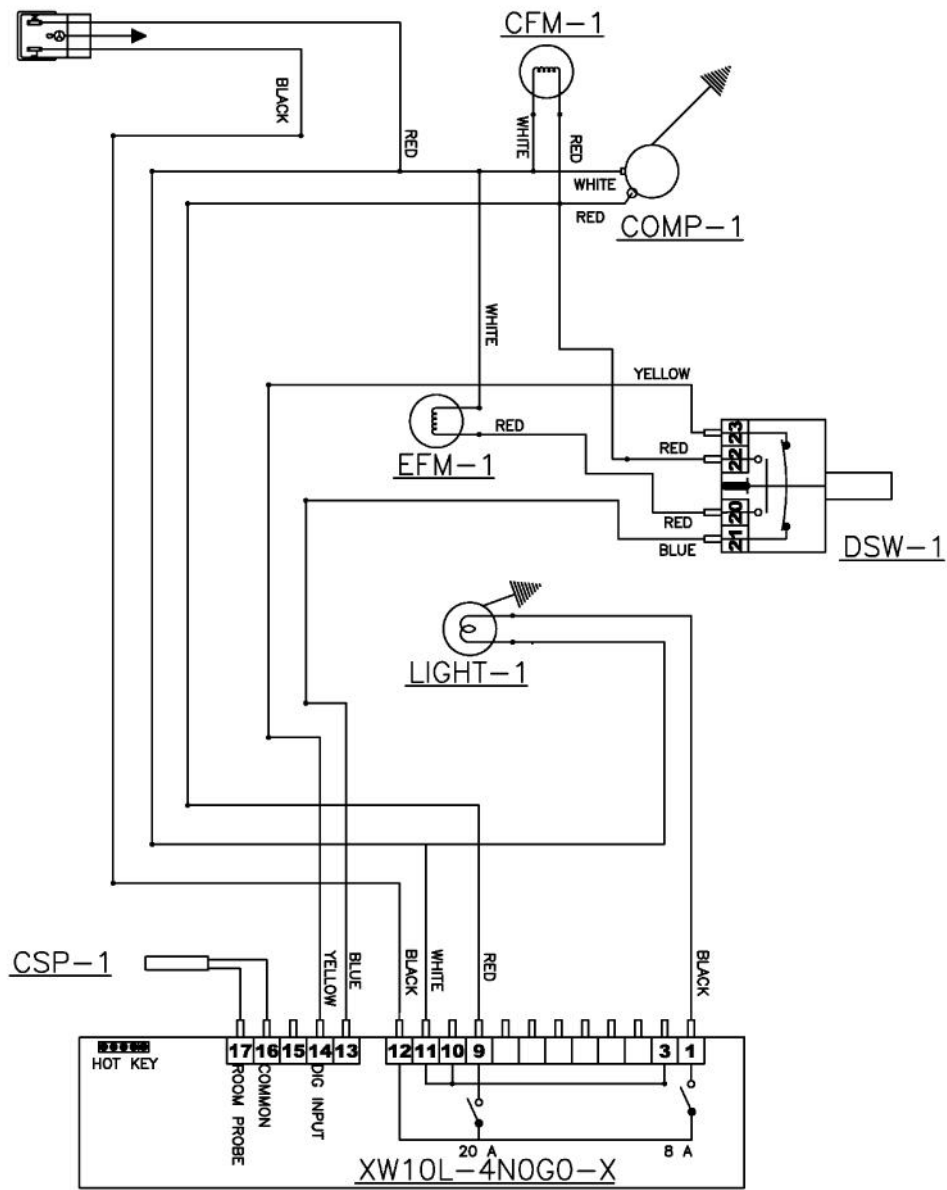 CFM-1
BLACK
RED
WHITE
RED
WHITE
RED
COMP-1
WHITE
YELLOW
RED
EFM-1
RED
23
22
20
21
RED
BLUE
DSW-1
LIGHT-1
CSP-1
YELLOW
BLUE
BLACK
WHITE
RED
BLACK
HOT KEY
17 16 15 14 13 12 11 10 9 3 1
ROOM PROBE
COMMON
DIG INPUT
20 A
8 A
XW10L-4N0G0-X